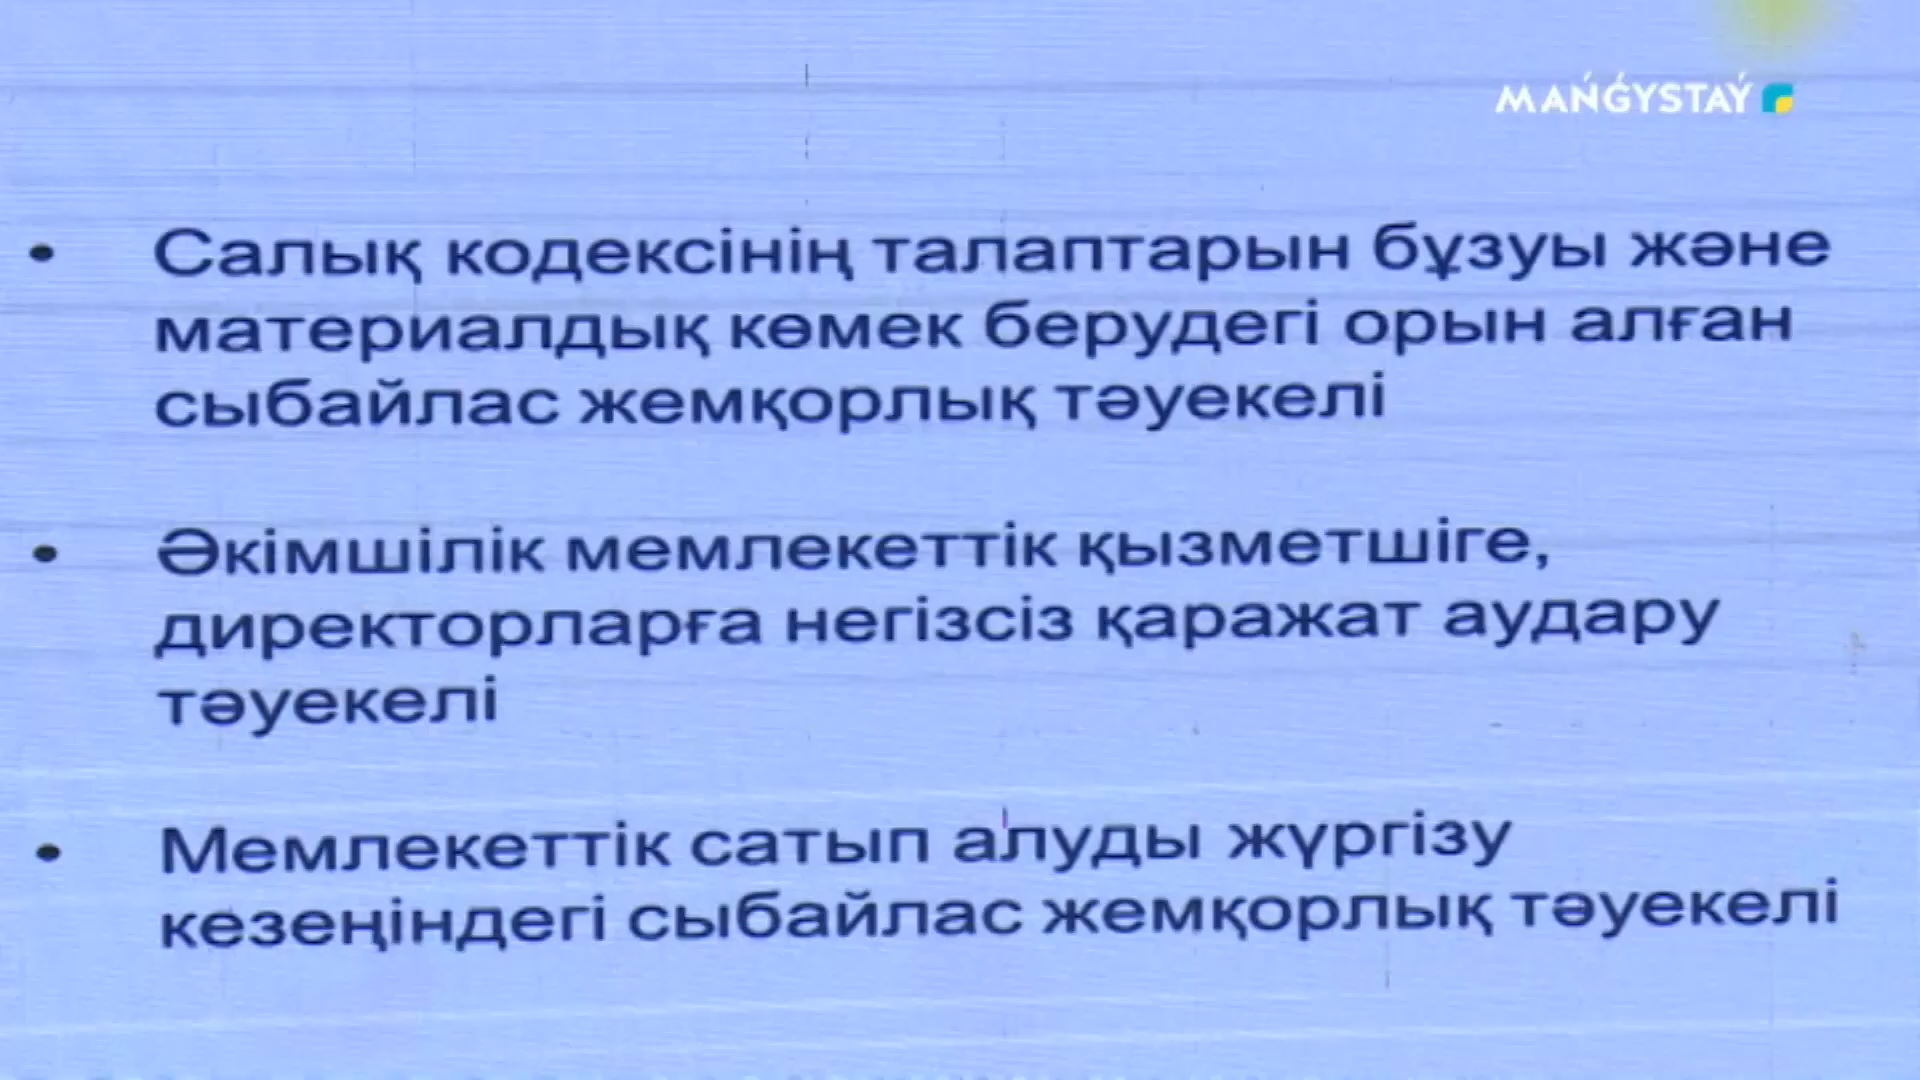 MAŃǴYSTAÝ
• Салық кодексінің талаптарын бұзуы және
материалдық көмек берудегі орын алған
сыбайлас жемқорлық тәуекелі
• Әкімшілік мемлекеттік қызметшіге,
директорларға негізсіз қаражат аудару
тәуекелі
• Мемлекеттік сатып алуды жүргізу
кезеңіндегі сыбайлас жемқорлық тәуекелі